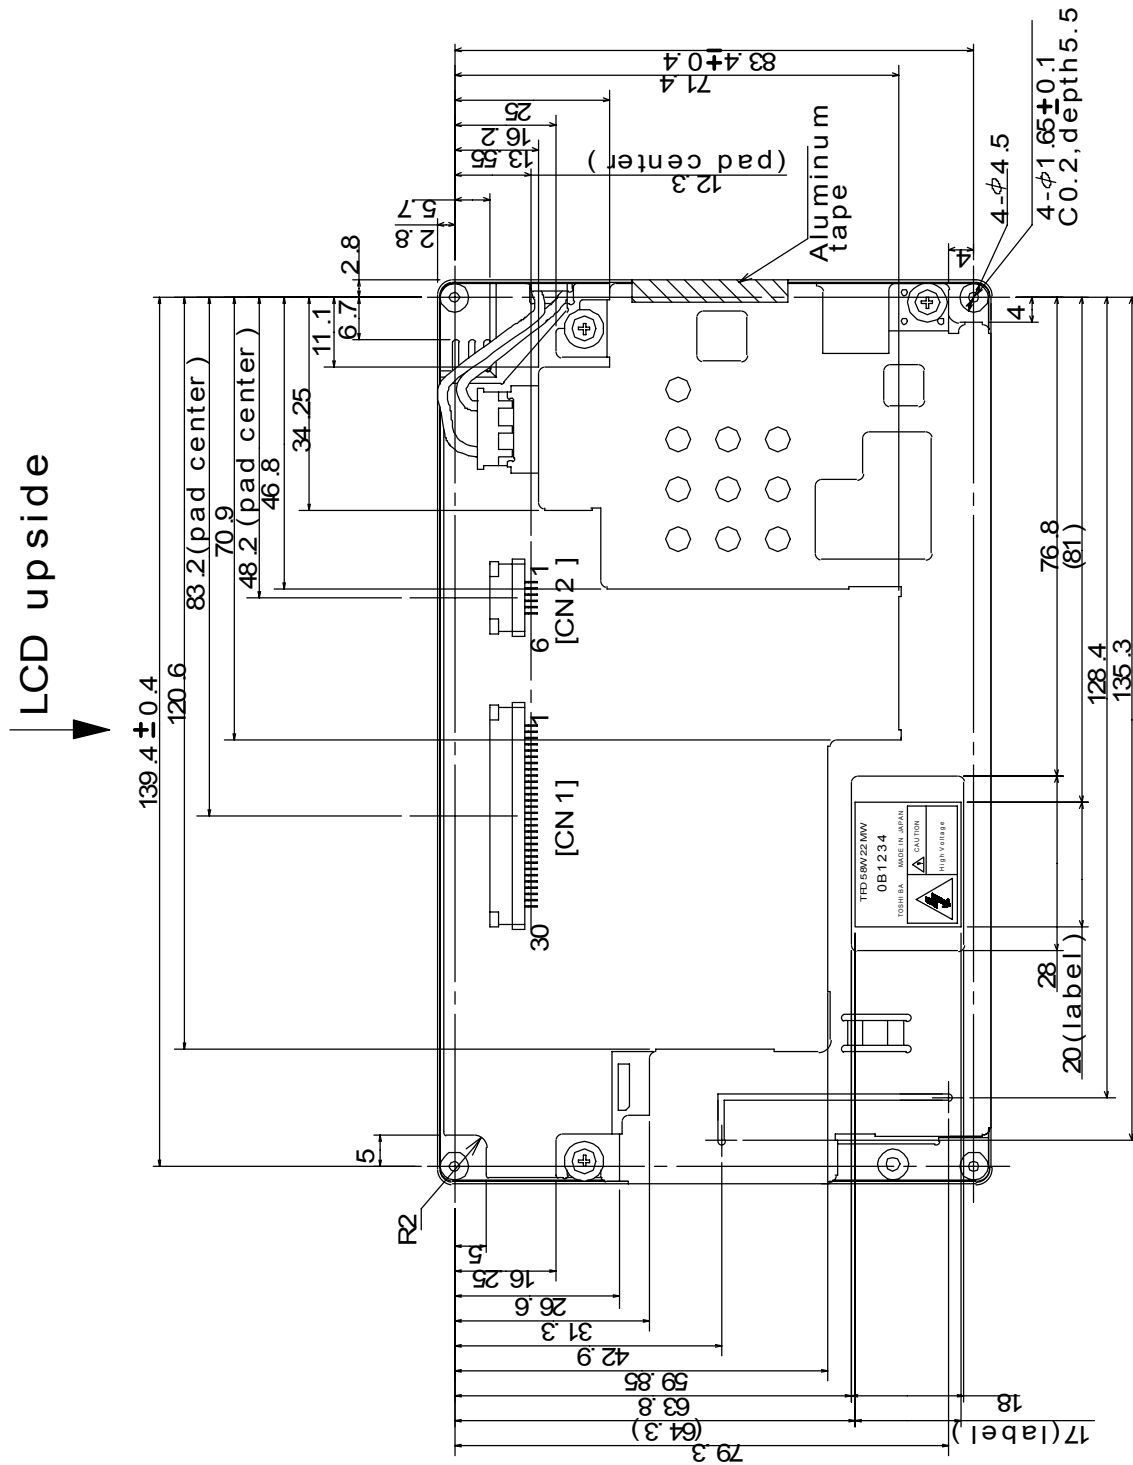 LCD upside
139.4±0.4
120.6
83.2(pad center)
70.9
48.2(pad center)
46.8
34.25
11.1
6.7
2.8
2.8
5.7
12.3 (pad center)
13.55
16.2
25
71.4
83.4±0.4
Aluminum
tape
4-φ4.5
4-φ1.65±0.1
C0.2,depth5.5
4
4
76.8
(81)
128.4
135.3
28
20(label)
1
6
[CN2]
1
30
[CN1]
TFD58W22MW
0B1234
TOSHIBA MADE IN JAPAN
CAUTION
High Voltage
5
R2
5
16.25
26.6
31.3
42.9
59.85
63.8
(64.3)
79.3
18
17(label)